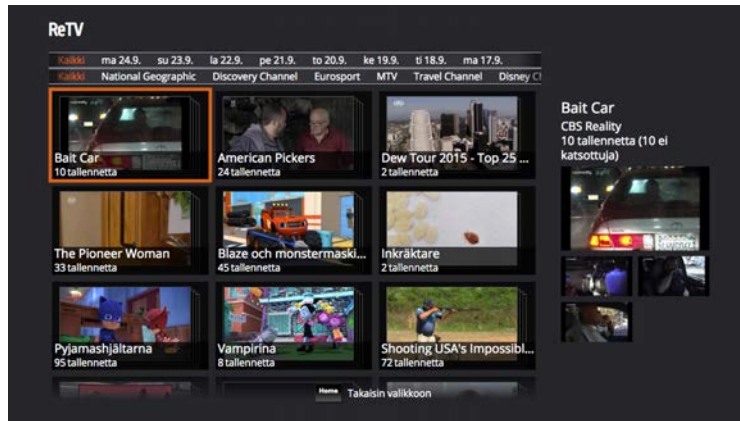 ReTV
Kaikki ma 24.9. su 23.9. la 22.9. pe 21.9. to 20.9. ke 19.9. ti 18.9. ma 17.9.
Kaikki National Geographic Discovery Channel Eurosport MTV Travel Channel Disney Ch
Bait Car
10 tallennetta
American Pickers
24 tallennetta
Dew Tour 2015 - Top 25 ...
2 tallennetta
The Pioneer Woman
33 tallennetta
Blaze och monstermaski...
45 tallennetta
Inkräktare
2 tallennetta
Pyjamashjältarna
95 tallennetta
Vampirina
8 tallennetta
Shooting USA's Impossibl...
72 tallennetta
Home Takaisin valikkoon
Bait Car
CBS Reality
10 tallennetta (10 ei
katsottuja)